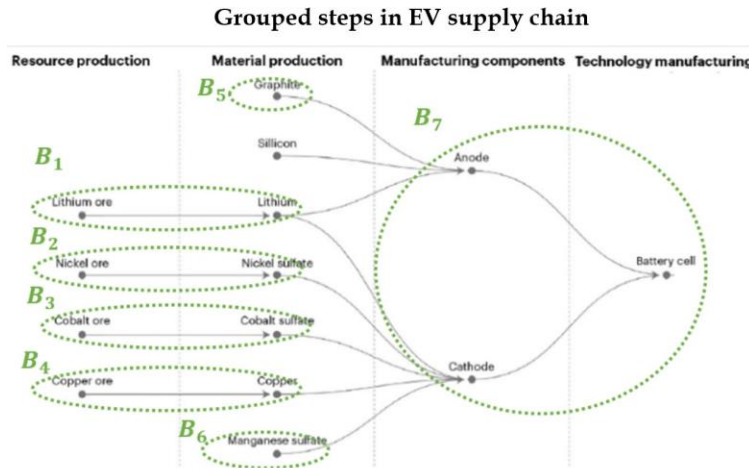 Grouped steps in EV supply chain
Resource production
Material production
Manufacturing components
Technology manufacturing
B₅
Graphite
B₇
Sillicon
Anode
B₁
Lithium ore
Lithium
B₂
Nickel ore
Nickel sulfate
Battery cell
B₃
Cobalt ore
Cobalt sulfate
B₄
Copper ore
Copper
Cathode
B₆
Manganese sulfate